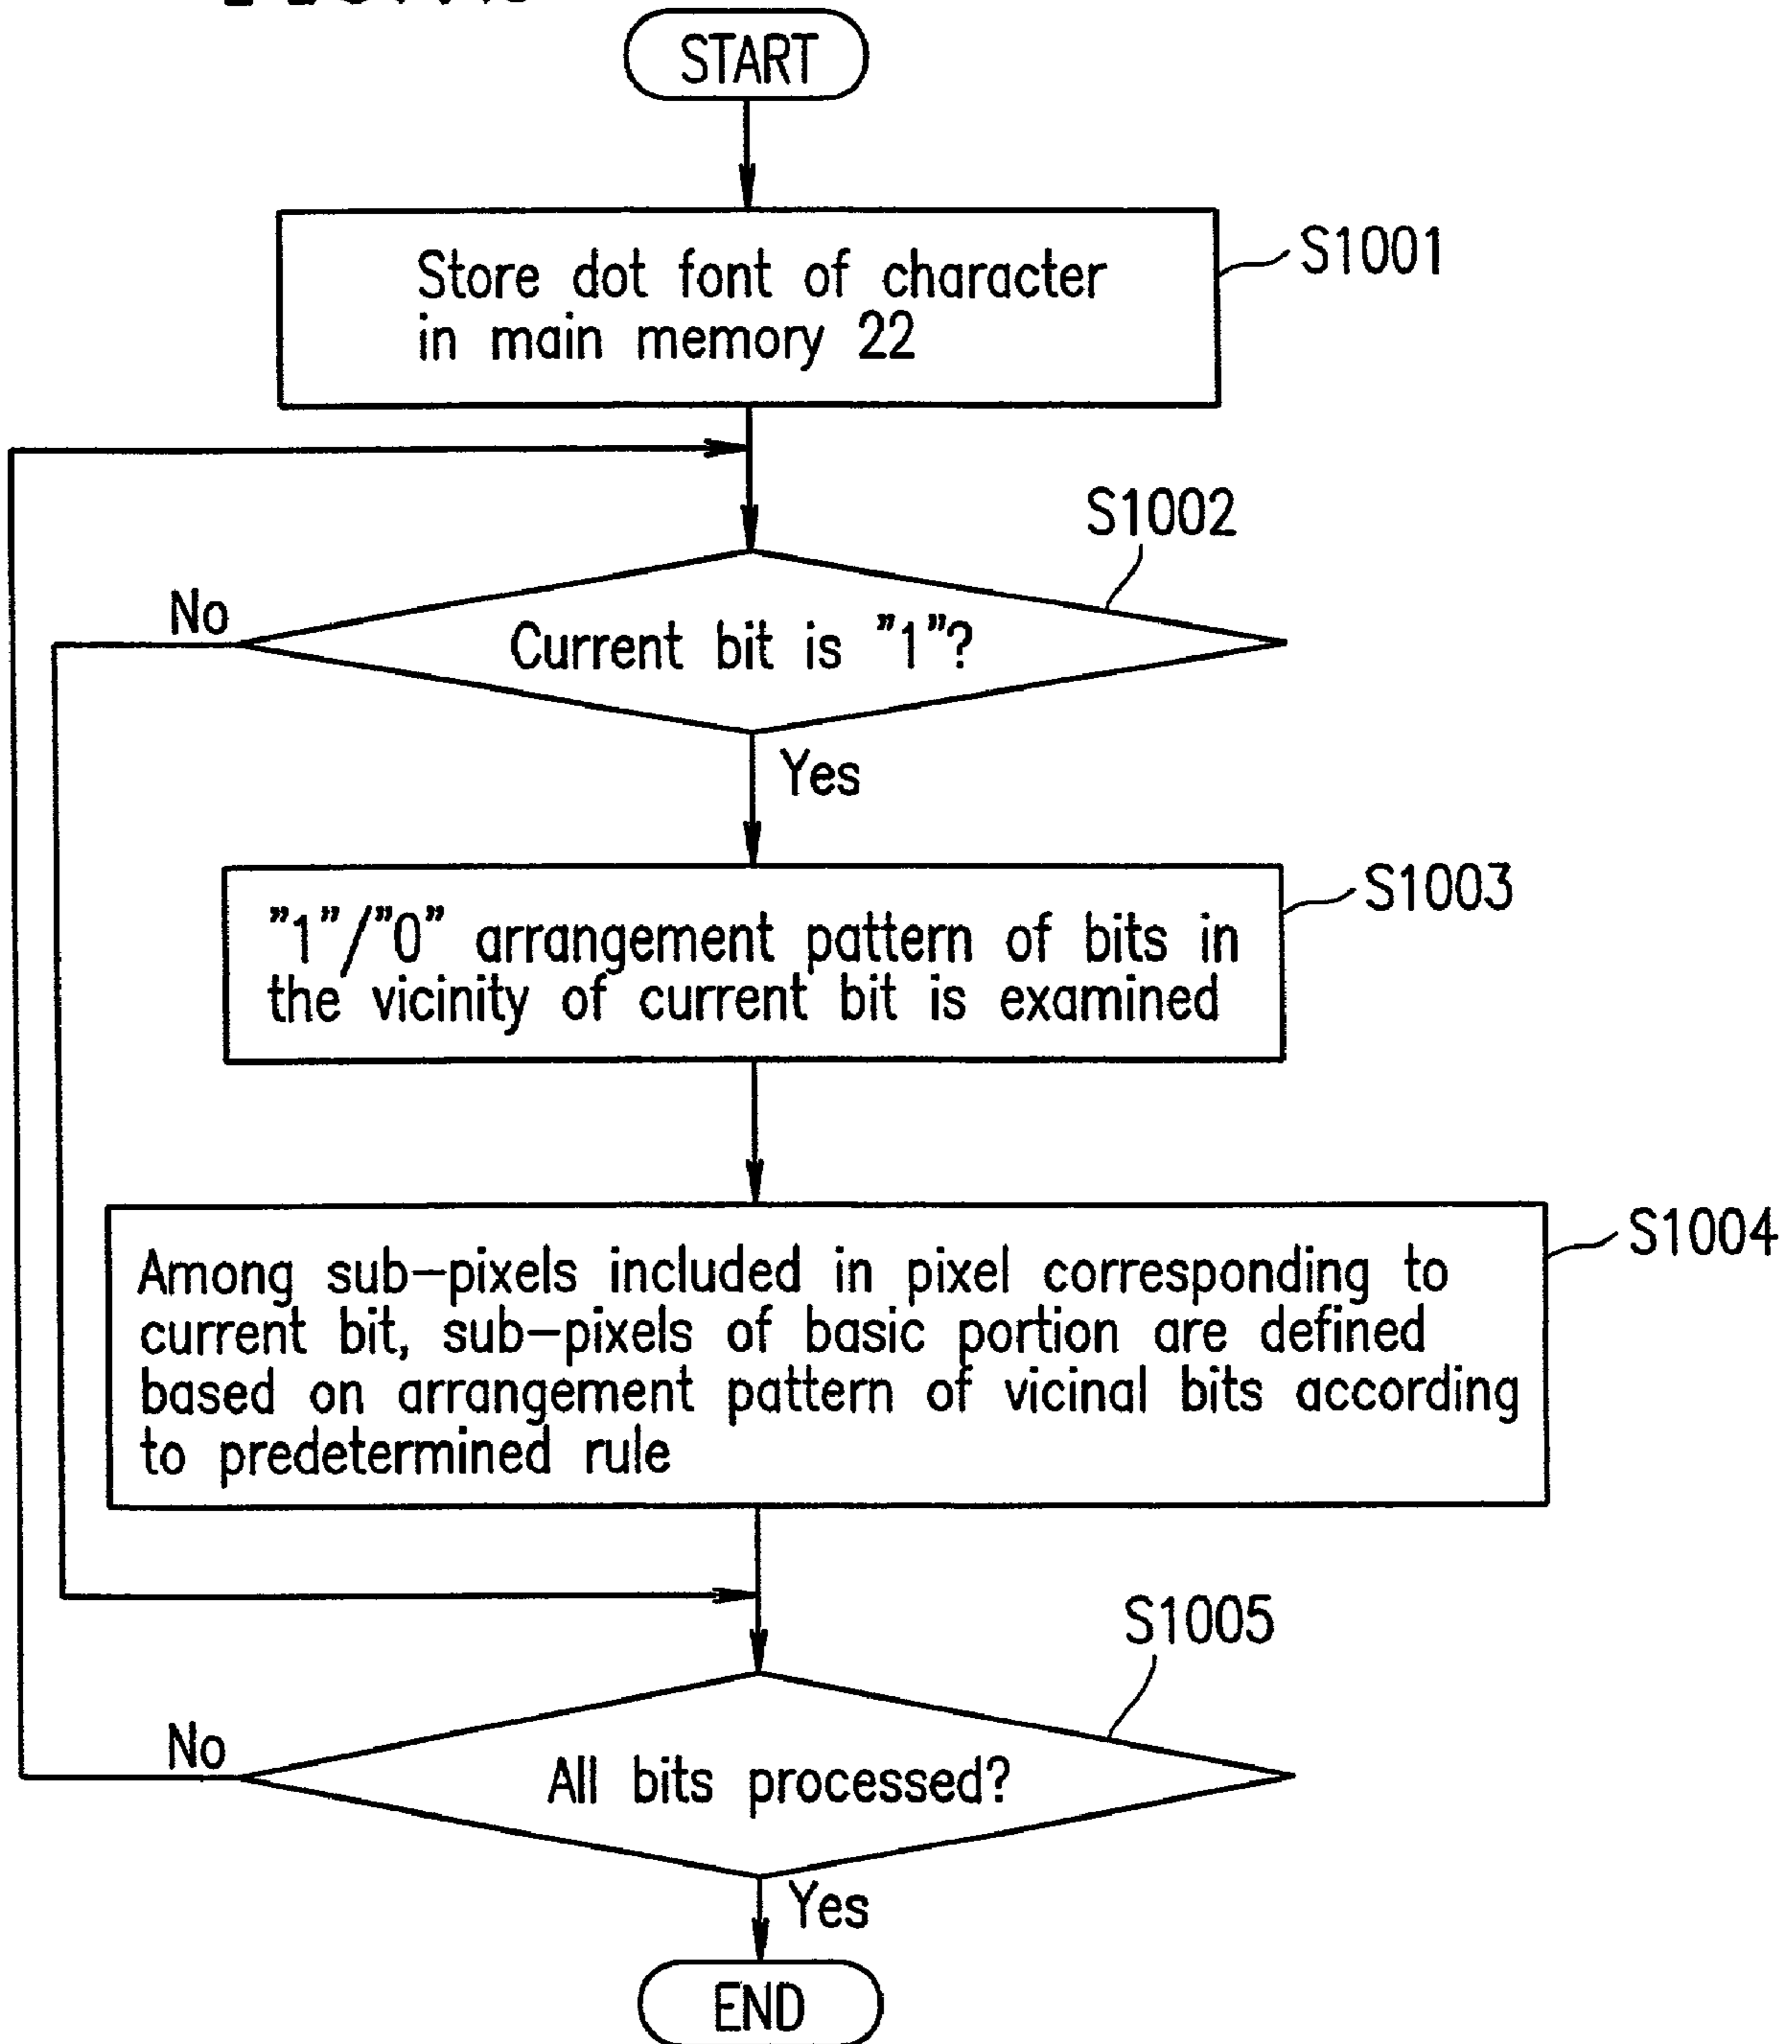 START
Store dot font of character
in main memory 22
S1001
S1002
No
Current bit is "1"?
Yes
S1003
"1"/"0" arrangement pattern of bits in
the vicinity of current bit is examined
S1004
Among sub-pixels included in pixel corresponding to
current bit, sub-pixels of basic portion are defined
based on arrangement pattern of vicinal bits according
to predetermined rule
S1005
No
All bits processed?
Yes
END